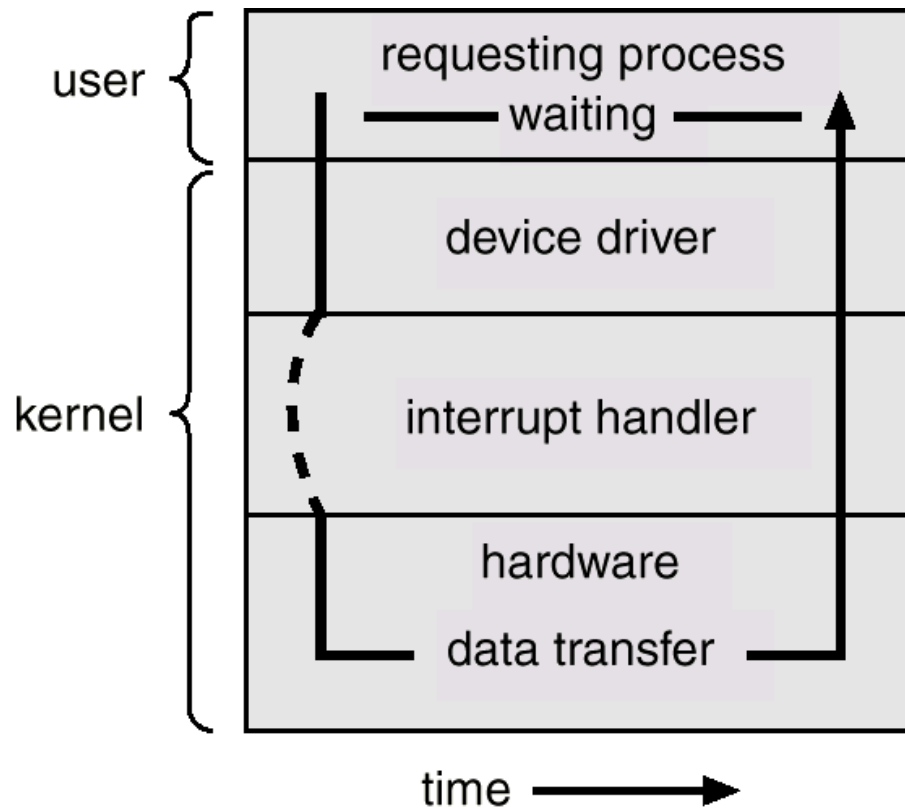 user
requesting process
waiting
device driver
kernel
interrupt handler
hardware
data transfer
time